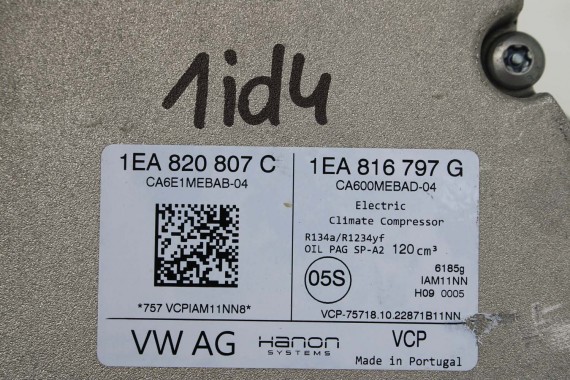 1id4
1EA 820 807 C
CA6E1MEBAB-04
*757 VCPIAM11NN8*
1EA 816 797 G
CA600MEBAD-04
Electric
Climate Compressor
R134a/R1234yf
OIL PAG SP-A2 120 cm³
05S
6185g
IAM11NN
H09 0005
VCP-75718.10.22871B11NN
VW AG
Hanon
SYSTEMS
VCP
Made in Portugal